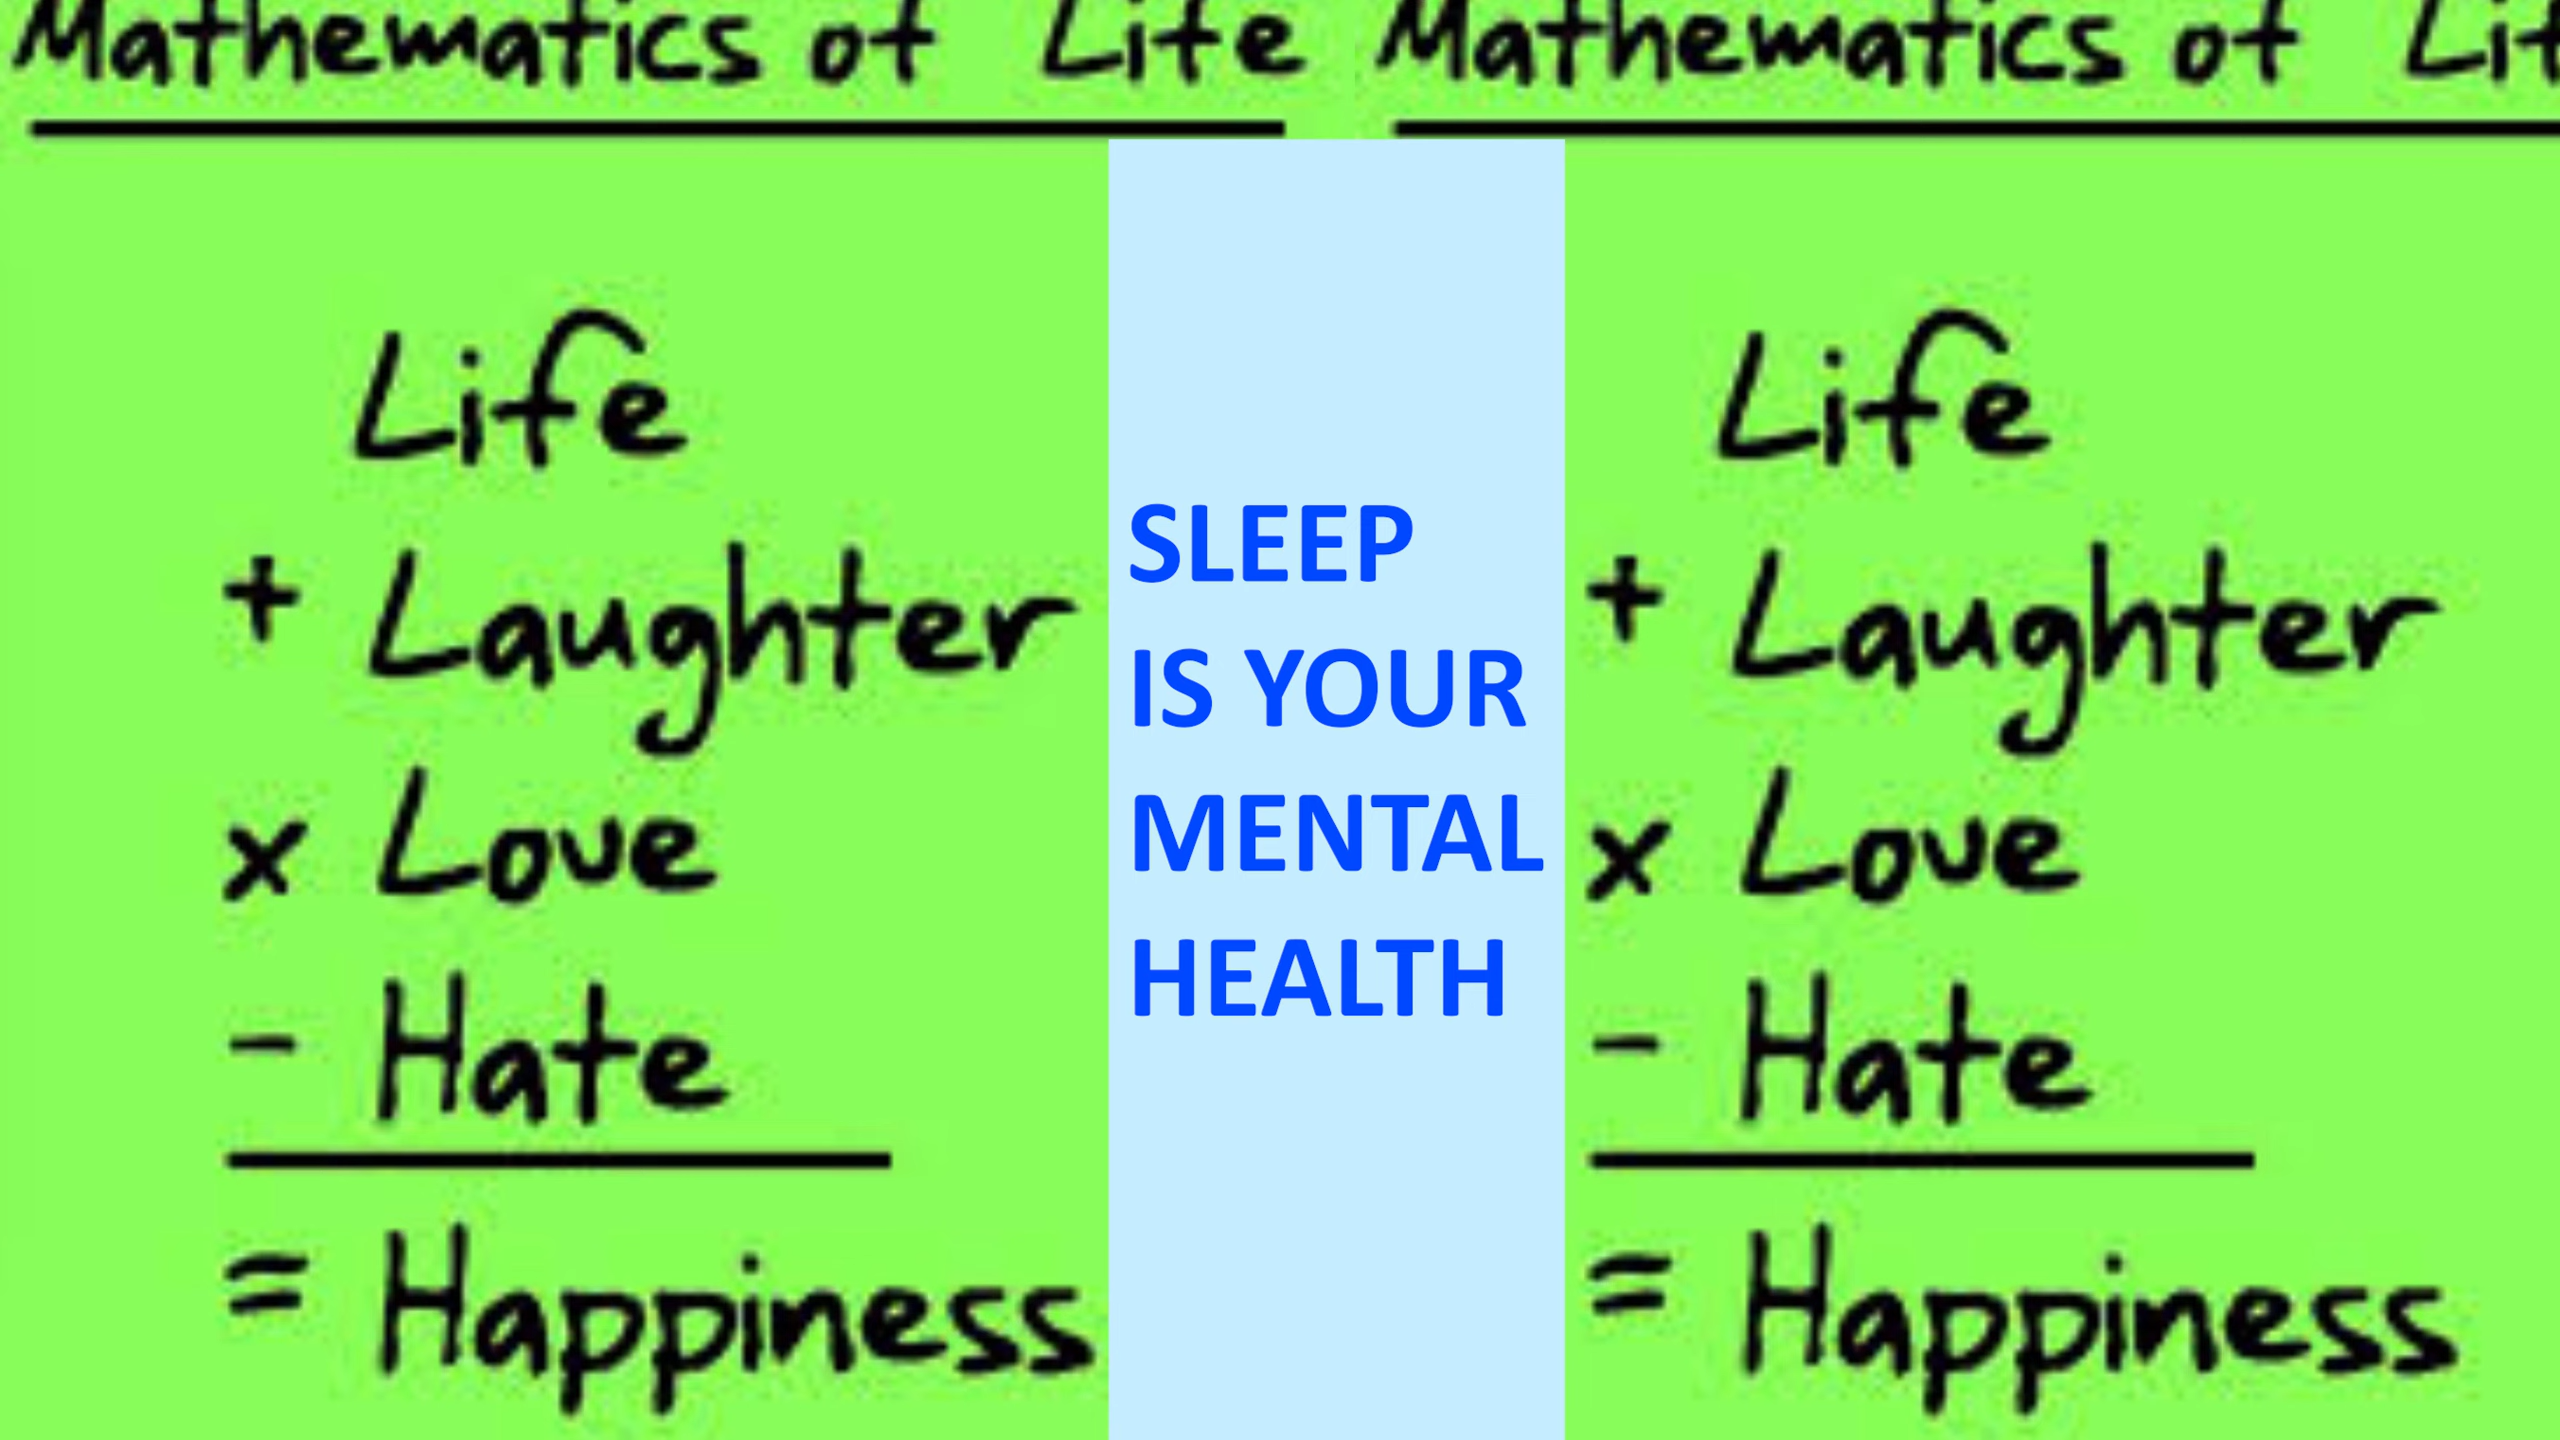 Mathematics of Life
Life
+ Laughter
x Love
- Hate
= Happiness
SLEEP
IS YOUR
MENTAL
HEALTH
Mathematics of Lif
Life
+ Laughter
x Love
- Hate
= Happiness